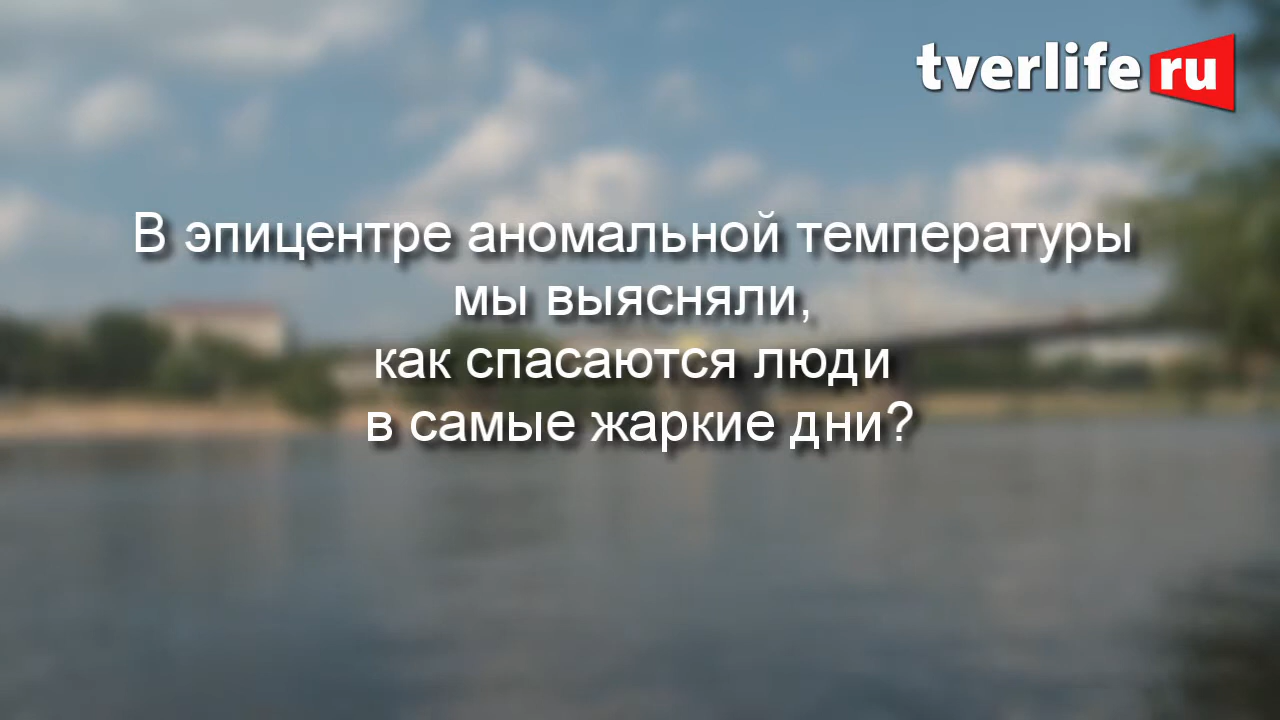 tverlife ru
В эпицентре аномальной температуры
мы выясняли,
как спасаются люди
в самые жаркие дни?